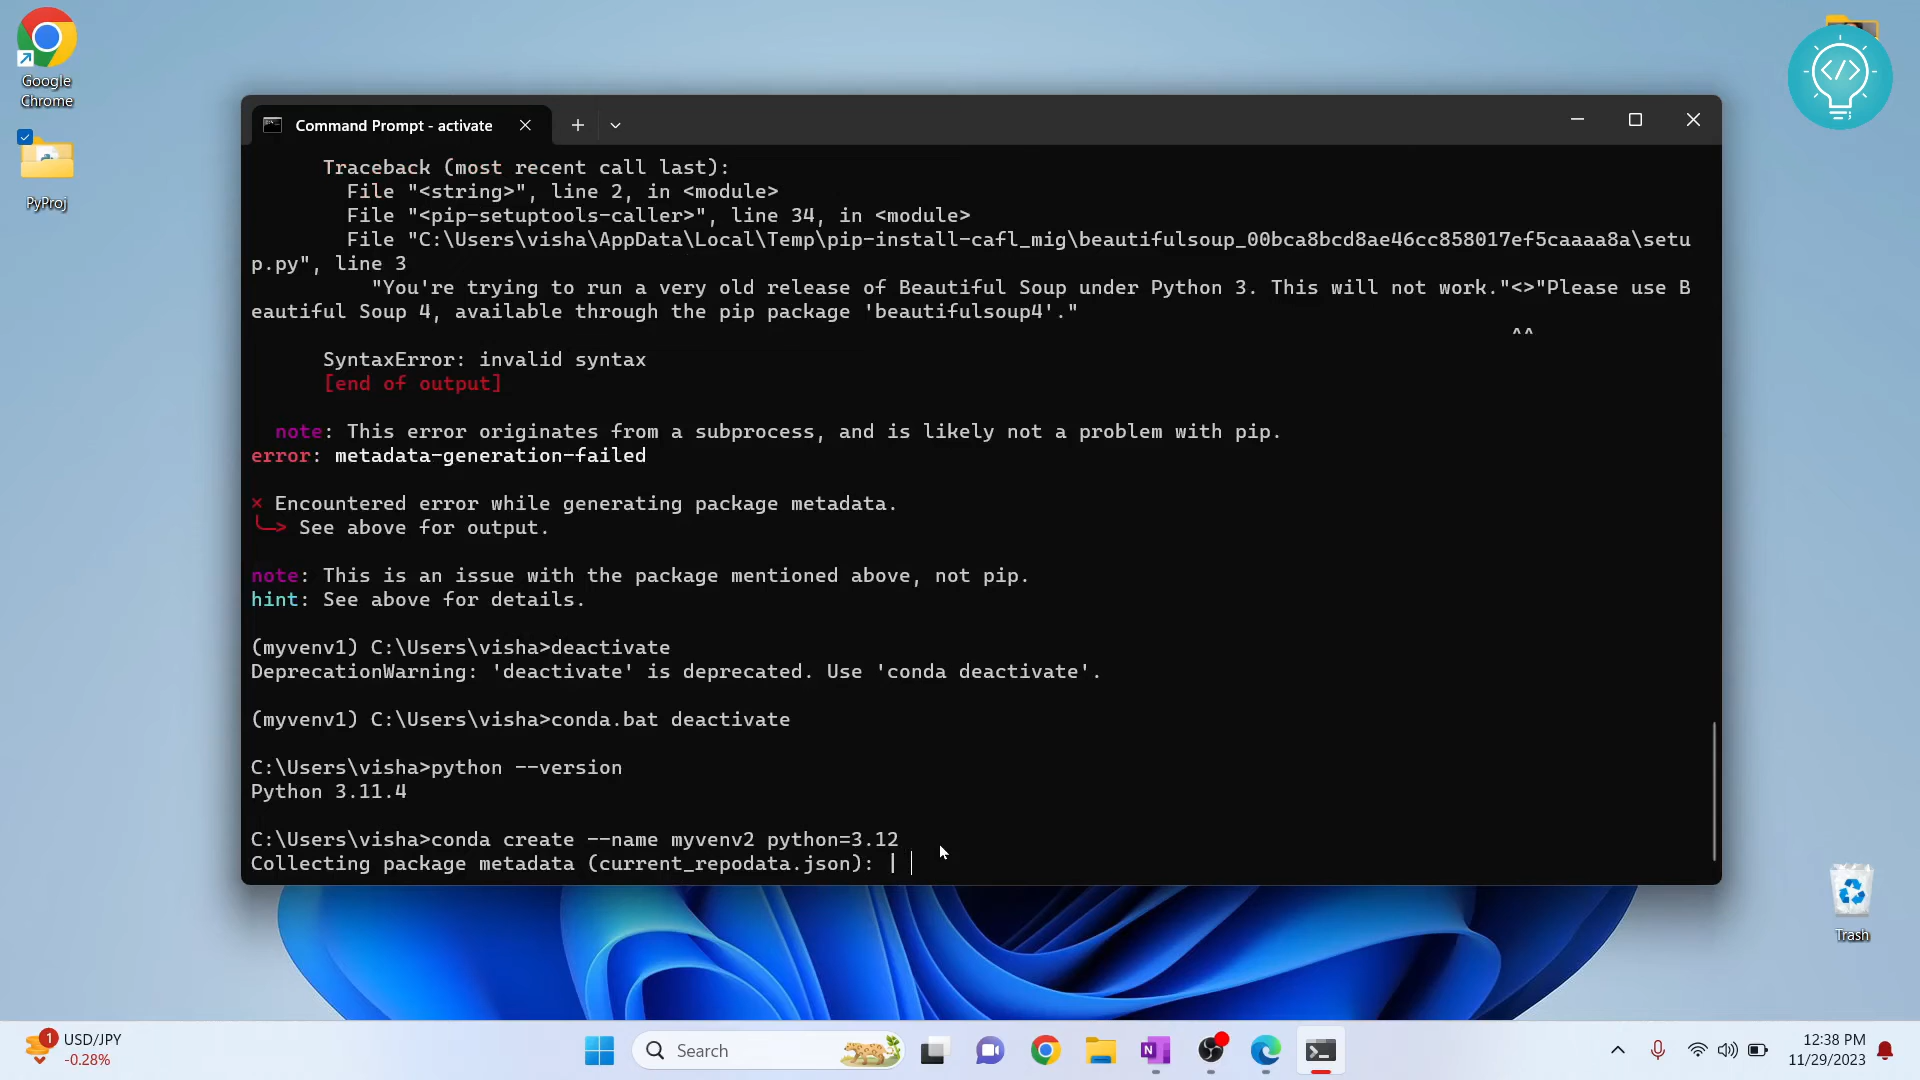 Google
Chrome
PyProj
Command Prompt - activate
Traceback (most recent call last):
File "<string>", line 2, in <module>
File "<pip-setuptools-caller>", line 34, in <module>
File "C:\Users\visha\AppData\Local\Temp\pip-install-cafl_mig\beautifulsoup_00bca8bcd8ae46cc858017ef5caaaa8a\setu
p.py", line 3
"You're trying to run a very old release of Beautiful Soup under Python 3. This will not work."<>"Please use B
eautiful Soup 4, available through the pip package 'beautifulsoup4'."
^^
SyntaxError: invalid syntax
[end of output]
note: This error originates from a subprocess, and is likely not a problem with pip.
error: metadata-generation-failed
× Encountered error while generating package metadata.
╰─> See above for output.
note: This is an issue with the package mentioned above, not pip.
hint: See above for details.
(myvenv1) C:\Users\visha>deactivate
DeprecationWarning: 'deactivate' is deprecated. Use 'conda deactivate'.
(myvenv1) C:\Users\visha>conda.bat deactivate
C:\Users\visha>python --version
Python 3.11.4
C:\Users\visha>conda create --name myvenv2 python=3.12
Collecting package metadata (current_repodata.json): |
Trash
1
USD/JPY
-0.28%
Search
12:38 PM
11/29/2023